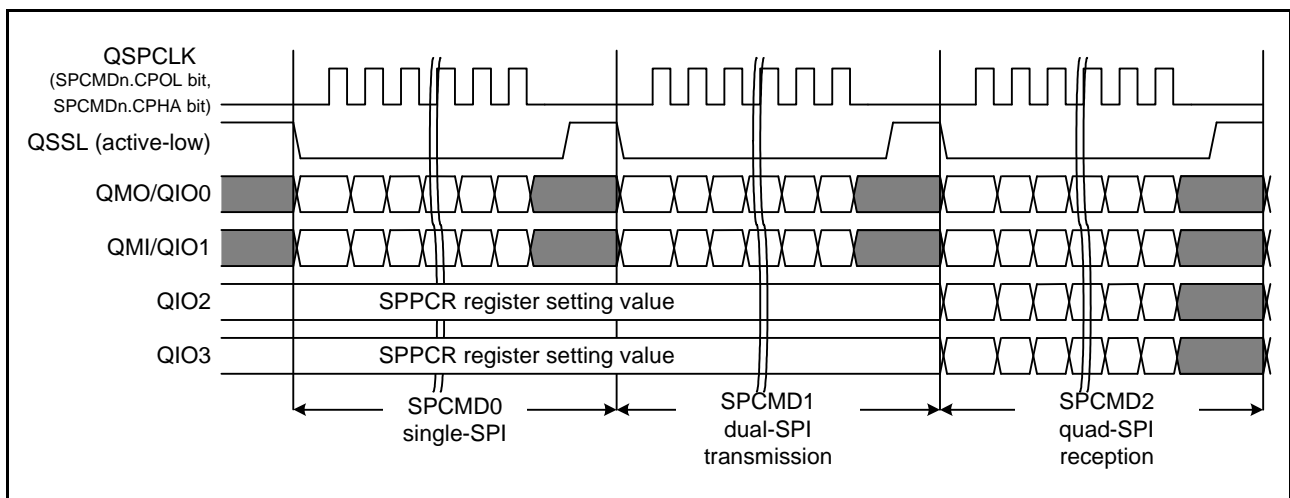 QSPCLK
(SPCMDn.CPOL bit,
SPCMDn.CPHA bit)
QSSL (active-low)
QMO/QIO0
QMI/QIO1
QIO2
SPPCR register setting value
QIO3
SPPCR register setting value
SPCMD0
single-SPI
SPCMD1
dual-SPI
transmission
SPCMD2
quad-SPI
reception